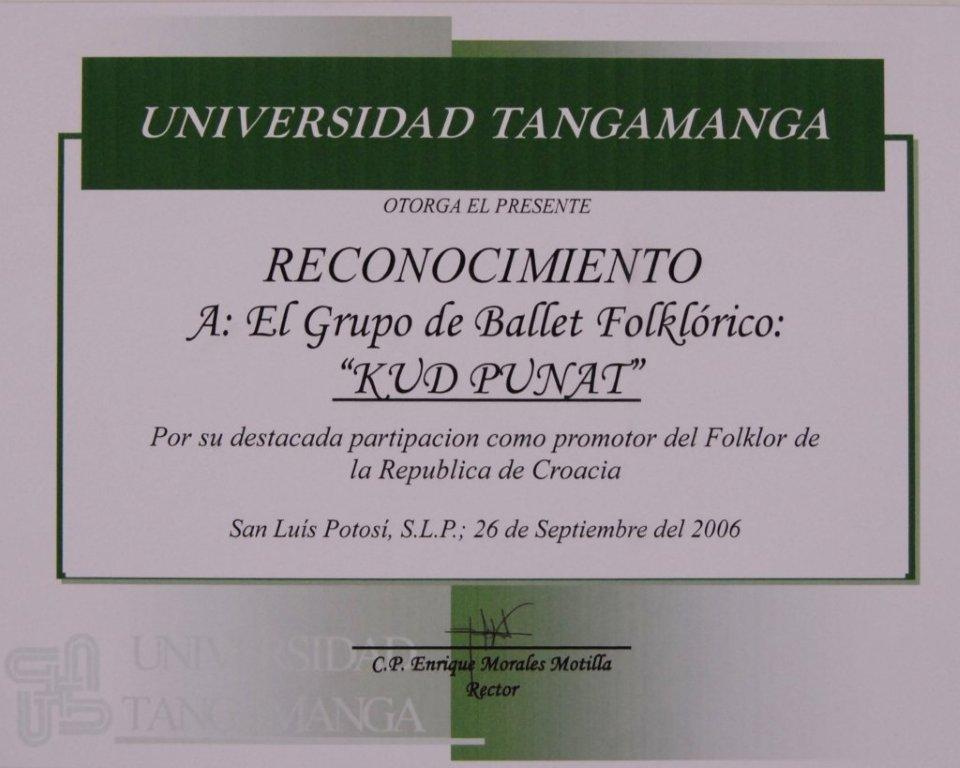 UNIVERSIDAD TANGAMANGA
OTORGA EL PRESENTE
RECONOCIMIENTO
A: El Grupo de Ballet Folklórico:
“KUD PUNAT”
Por su destacada partipacion como promotor del Folklor de
la Republica de Croacia
San Luís Potosí, S.L.P.; 26 de Septiembre del 2006
C.P. Enrique Morales Motilla
Rector
UNIVERSIDAD
TANGAMANGA